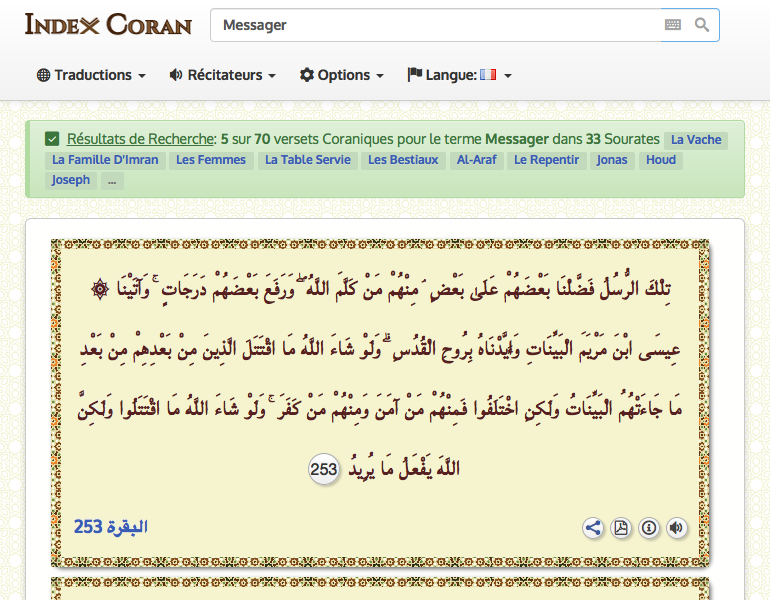 INDEX CORAN
Messager
Traductions Récitateurs Options Langue:
Résultats de Recherche: 5 sur 70 versets Coraniques pour le terme Messager dans 33 Sourates La Vache
La Famille D'Imran Les Femmes La Table Servie Les Bestiaux Al-Araf Le Repentir Jonas Houd
Joseph ...
۞ تِلْكَ الرُّسُلُ فَضَّلْنَا بَعْضَهُمْ عَلَىٰ بَعْضٍ ۘ مِنْهُمْ مَنْ كَلَّمَ اللَّهُ ۖ وَرَفَعَ بَعْضَهُمْ دَرَجَاتٍ ۚ وَآتَيْنَا
عِيسَى ابْنَ مَرْيَمَ الْبَيِّنَاتِ وَأَيَّدْنَاهُ بِرُوحِ الْقُدُسِ ۗ وَلَوْ شَاءَ اللَّهُ مَا اقْتَتَلَ الَّذِينَ مِنْ بَعْدِهِمْ مِنْ بَعْدِ
مَا جَاءَتْهُمُ الْبَيِّنَاتُ وَلَٰكِنِ اخْتَلَفُوا فَمِنْهُمْ مَنْ آمَنَ وَمِنْهُمْ مَنْ كَفَرَ ۚ وَلَوْ شَاءَ اللَّهُ مَا اقْتَتَلُوا وَلَٰكِنَّ
اللَّهَ يَفْعَلُ مَا يُرِيدُ 253
البقرة 253